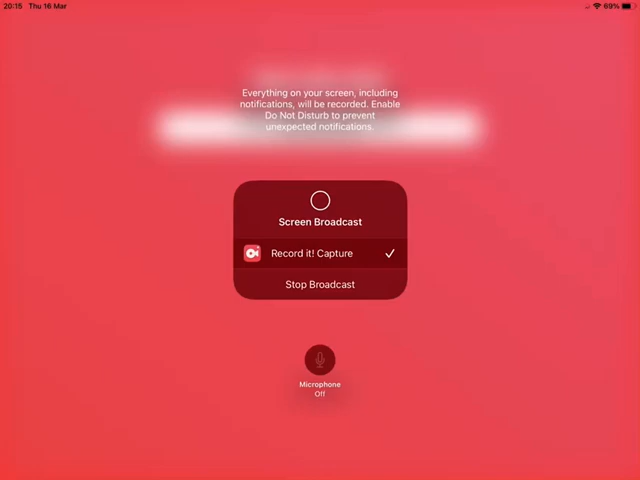 20:15 Thu 16 Mar 69%
Everything on your screen, including
notifications, will be recorded. Enable
Do Not Disturb to prevent
unexpected notifications.
Screen Broadcast
Record it! Capture
Stop Broadcast
Microphone
Off